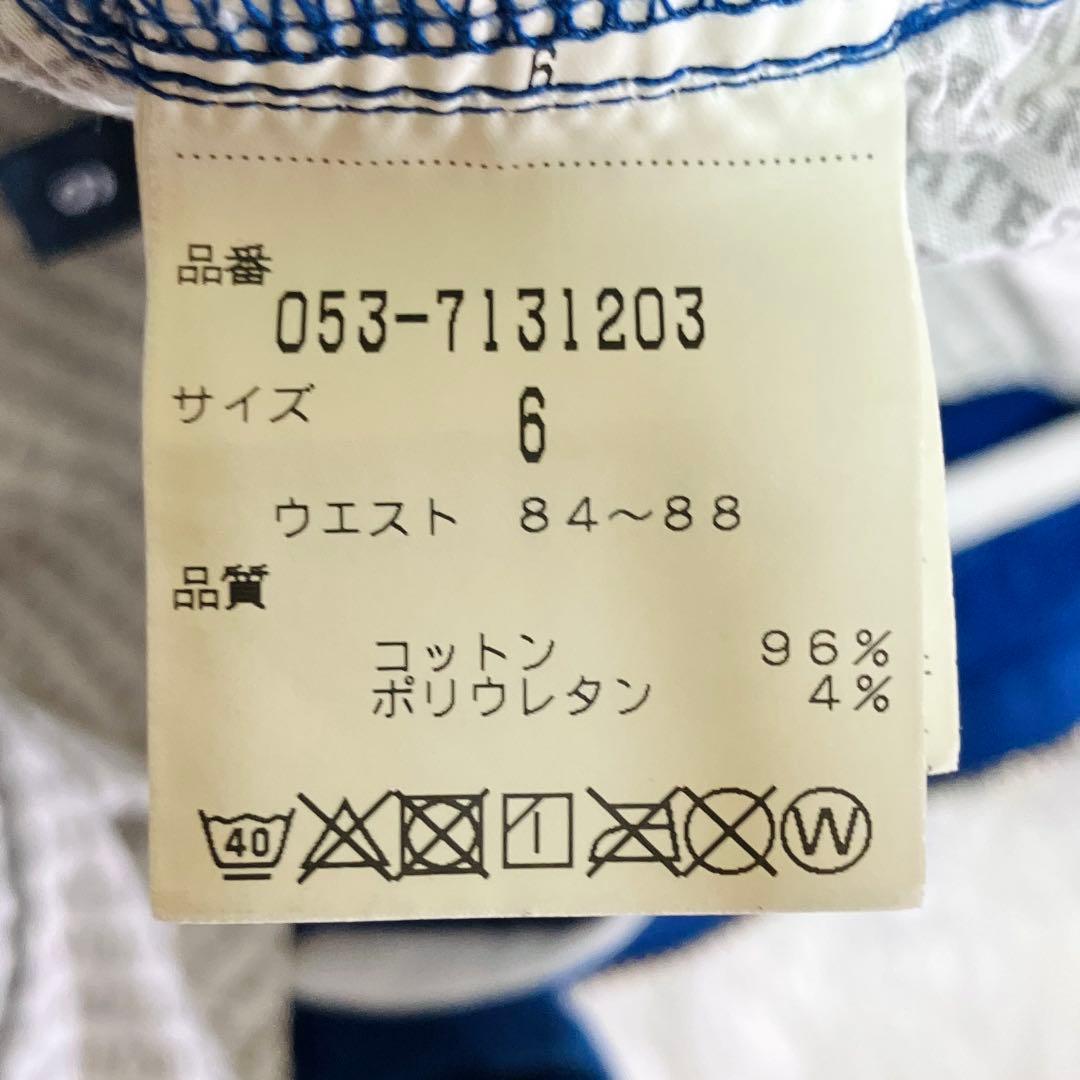 6
品番
053-7131203
サイズ
6
ウエスト 84～88
品質
コットン 96%
ポリウレタン 4%
40
W